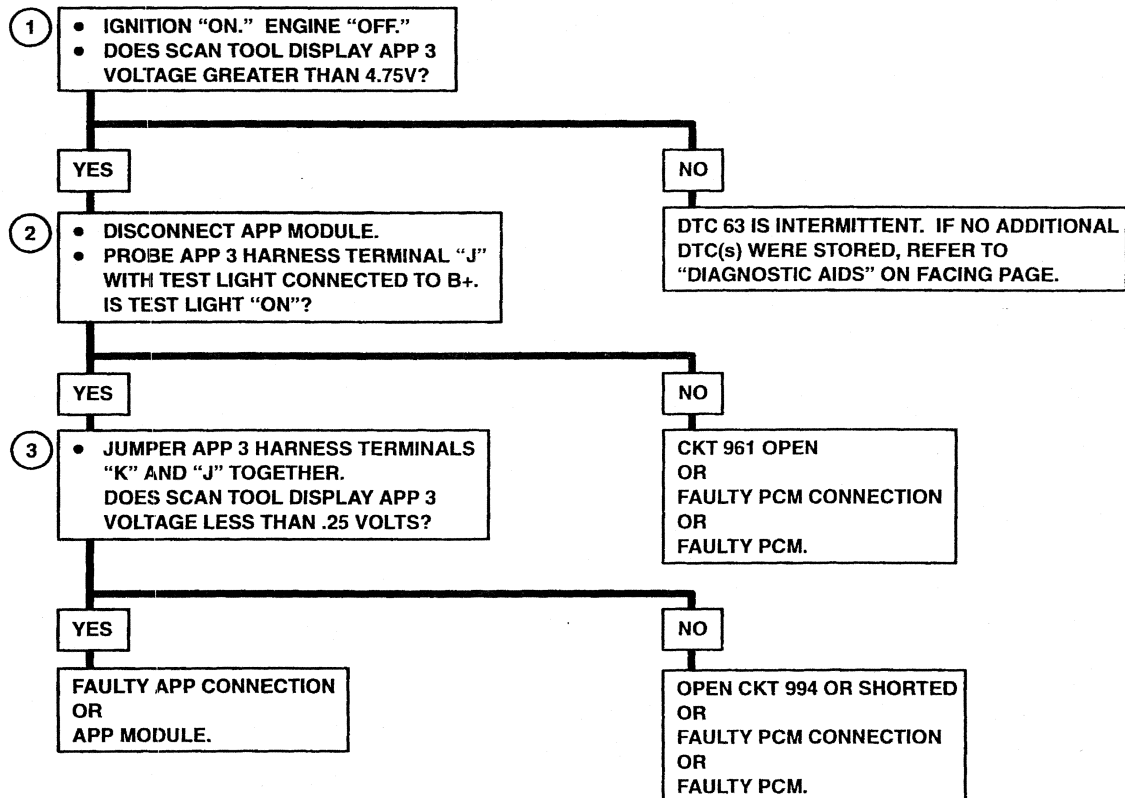 1
• IGNITION “ON.” ENGINE “OFF.”
• DOES SCAN TOOL DISPLAY APP 3
VOLTAGE GREATER THAN 4.75V?
YES
NO
2
• DISCONNECT APP MODULE.
• PROBE APP 3 HARNESS TERMINAL “J”
WITH TEST LIGHT CONNECTED TO B+.
IS TEST LIGHT “ON”?
DTC 63 IS INTERMITTENT. IF NO ADDITIONAL
DTC(s) WERE STORED, REFER TO
“DIAGNOSTIC AIDS” ON FACING PAGE.
YES
NO
3
• JUMPER APP 3 HARNESS TERMINALS
“K” AND “J” TOGETHER.
DOES SCAN TOOL DISPLAY APP 3
VOLTAGE LESS THAN .25 VOLTS?
CKT 961 OPEN
OR
FAULTY PCM CONNECTION
OR
FAULTY PCM.
YES
NO
FAULTY APP CONNECTION
OR
APP MODULE.
OPEN CKT 994 OR SHORTED
OR
FAULTY PCM CONNECTION
OR
FAULTY PCM.